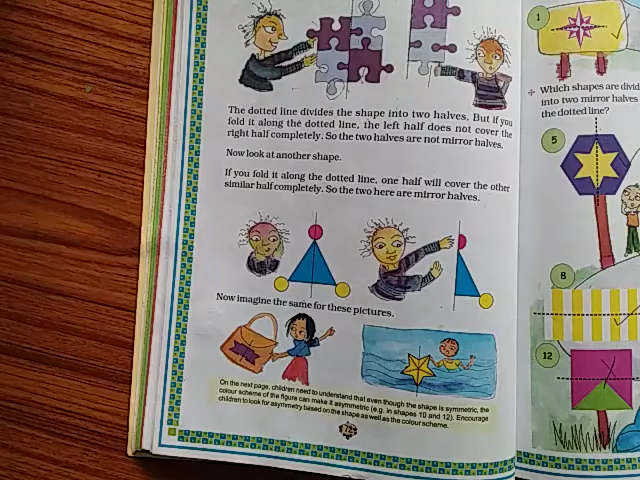 The dotted line divides the shape into two halves. But if you
fold it along the dotted line, the left half does not cover the
right half completely. So the two halves are not mirror halves.
Now look at another shape.
If you fold it along the dotted line, one half will cover the other
similar half completely. So the two here are mirror halves.
Now imagine the same for these pictures.
On the next page, children need to understand that even though the shape is symmetric, the
colour scheme of the figure can make it asymmetric (e.g. in shapes 10 and 12). Encourage
children to look for asymmetry based on the shape as well as the colour scheme.
1
Which shapes are divid
into two mirror halves
the dotted line?
5
8
12